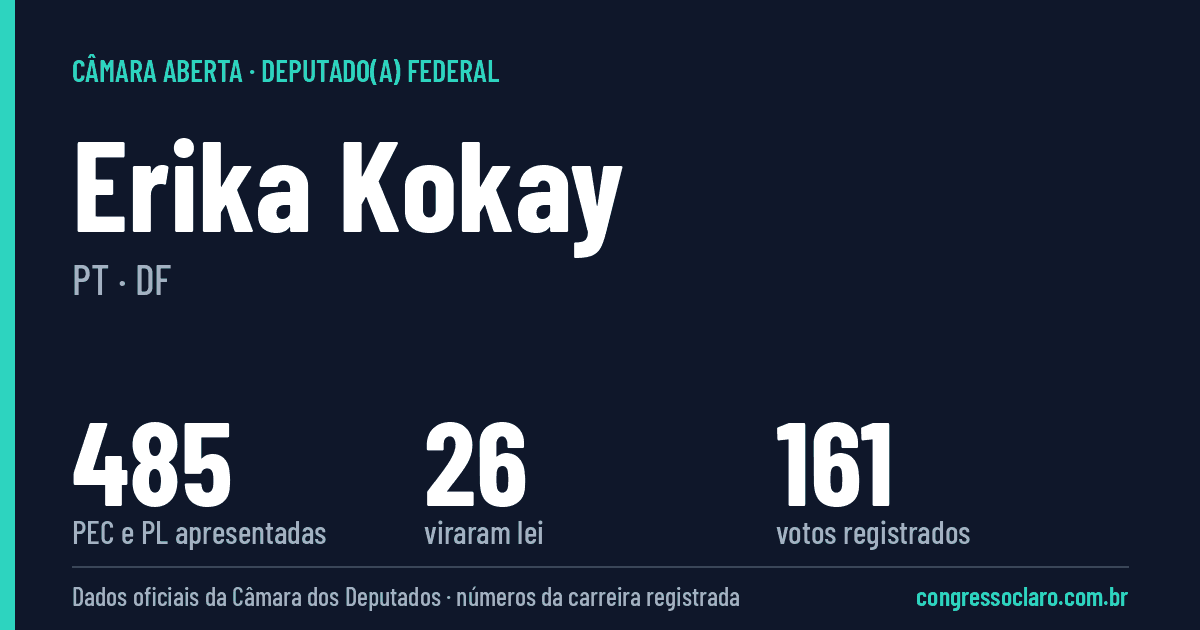 CÂMARA ABERTA · DEPUTADO(A) FEDERAL
Erika Kokay
PT · DF
485 26 161
PEC e PL apresentadas viraram lei votos registrados
Dados oficiais da Câmara dos Deputados · números da carreira registrada congressoclaro.com.br